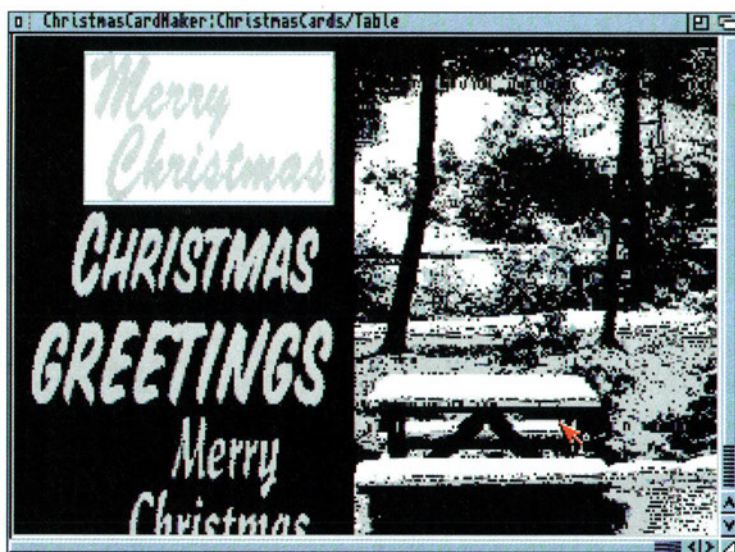 ChristmasCardMaker:ChristmasCards/Table
Merry
Christmas
CHRISTMAS
GREETINGS
Merry
Christmas